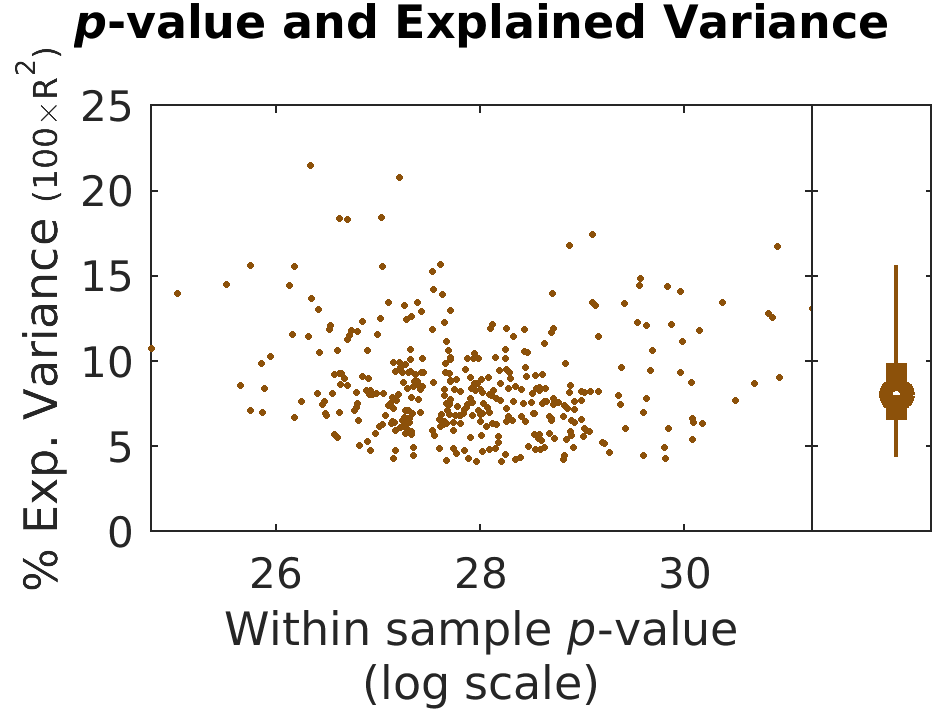 p-value and Explained Variance
% Exp. Variance (100×R²)
25
20
15
10
5
0
26 28 30
Within sample p-value
(log scale)